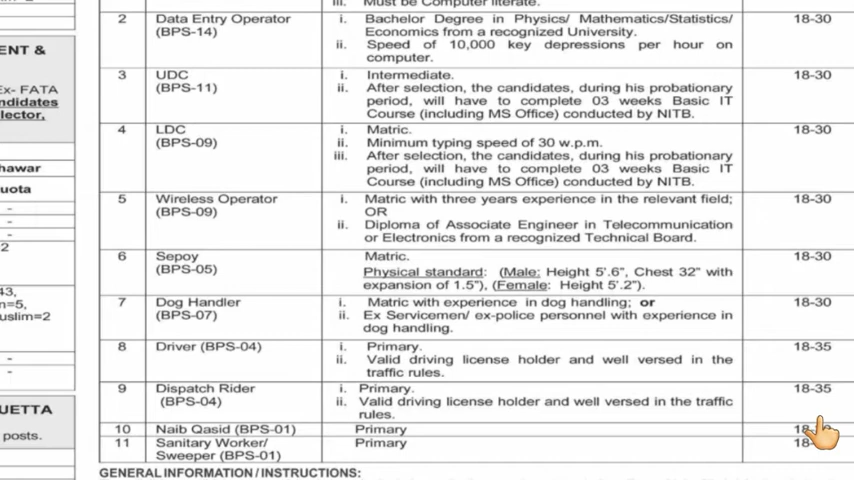 iii. Must be Computer literate.
2 Data Entry Operator (BPS-14)
i. Bachelor Degree in Physics/ Mathematics/Statistics/
Economics from a recognized University.
ii. Speed of 10,000 key depressions per hour on
computer.
18-30
3 UDC (BPS-11)
i. Intermediate.
ii. After selection, the candidates, during his probationary
period, will have to complete 03 weeks Basic IT
Course (including MS Office) conducted by NITB.
18-30
4 LDC (BPS-09)
i. Matric.
ii. Minimum typing speed of 30 w.p.m.
iii. After selection, the candidates, during his probationary
period, will have to complete 03 weeks Basic IT
Course (including MS Office) conducted by NITB.
18-30
5 Wireless Operator (BPS-09)
i. Matric with three years experience in the relevant field;
OR
ii. Diploma of Associate Engineer in Telecommunication
or Electronics from a recognized Technical Board.
18-30
6 Sepoy (BPS-05)
Matric.
Physical standard: (Male: Height 5'.6", Chest 32" with
expansion of 1.5"), (Female: Height 5'.2").
18-30
7 Dog Handler (BPS-07)
i. Matric with experience in dog handling; or
ii. Ex Servicemen/ ex-police personnel with experience in
dog handling.
18-30
8 Driver (BPS-04)
i. Primary.
ii. Valid driving license holder and well versed in the
traffic rules.
18-35
9 Dispatch Rider (BPS-04)
i. Primary.
ii. Valid driving license holder and well versed in the traffic
rules.
18-35
10 Naib Qasid (BPS-01) Primary
11 Sanitary Worker/ Sweeper (BPS-01) Primary
GENERAL INFORMATION / INSTRUCTIONS:
ENT &
Ex- FATA
ndidates
lector,
hawar
uota
-
-
-
2
43,
n=5,
uslim=2
-
-
UETTA
posts.